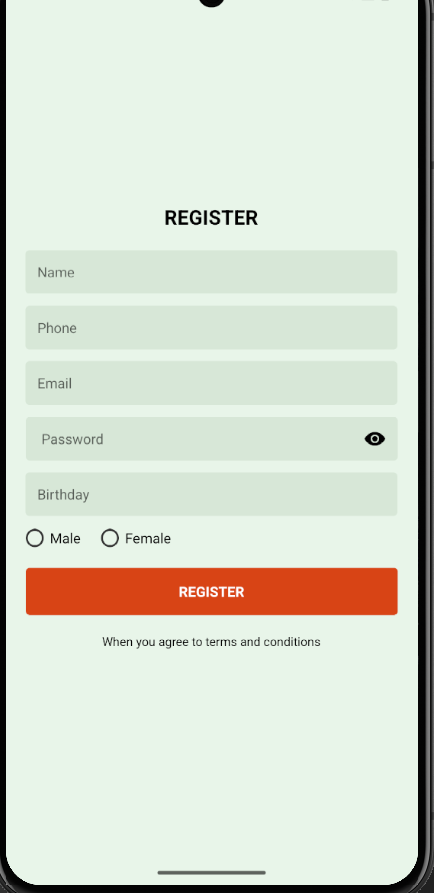 REGISTER
Name
Phone
Email
Password
Birthday
Male Female
REGISTER
When you agree to terms and conditions